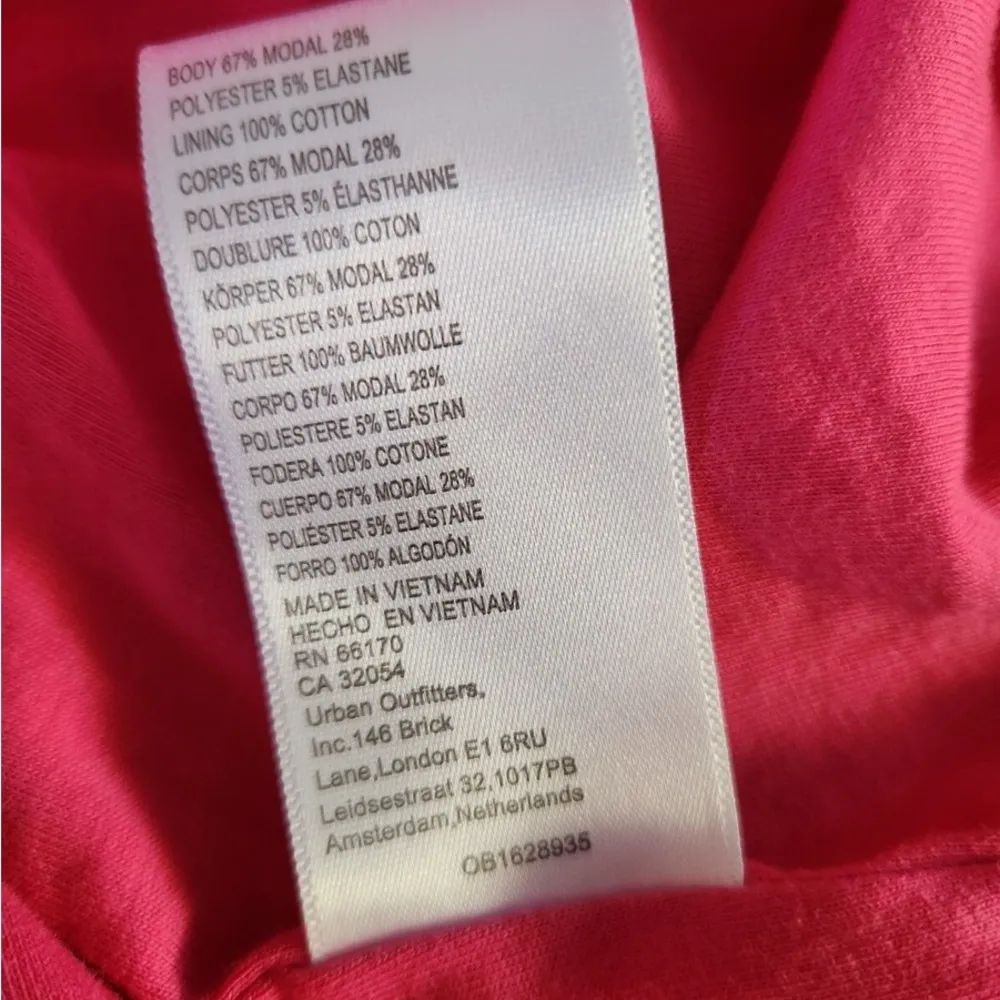 BODY 67% MODAL 28%
POLYESTER 5% ELASTANE
LINING 100% COTTON
CORPS 67% MODAL 28%
POLYESTER 5% ÉLASTHANNE
DOUBLURE 100% COTON
KÖRPER 67% MODAL 28%
POLYESTER 5% ELASTAN
FUTTER 100% BAUMWOLLE
CORPO 67% MODAL 28%
POLIESTERE 5% ELASTAN
FODERA 100% COTONE
CUERPO 67% MODAL 28%
POLIÉSTER 5% ELASTANE
FORRO 100% ALGODÓN
MADE IN VIETNAM
HECHO EN VIETNAM
RN 66170
CA 32054
Urban Outfitters,
Inc.146 Brick
Lane,London E1 6RU
Leidsestraat 32,1017PB
Amsterdam,Netherlands
OB1628935